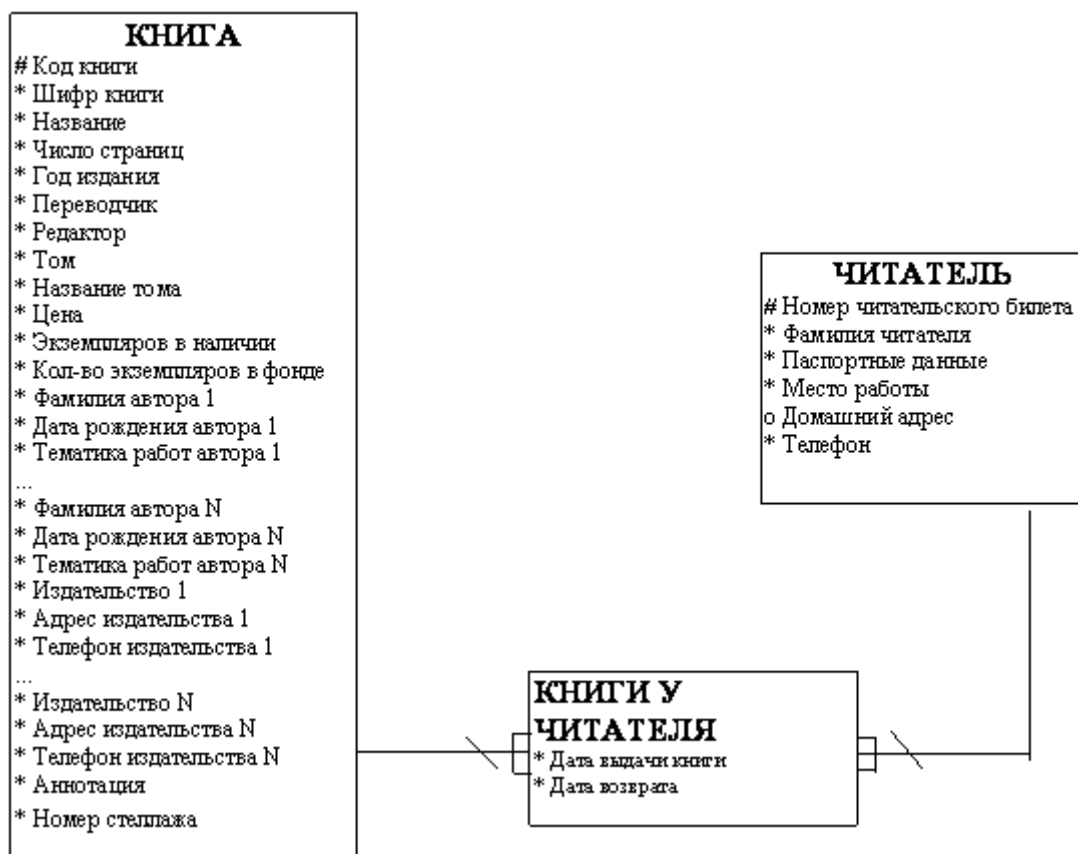 КНИГА
# Код книги
* Шифр книги
* Название
* Число страниц
* Год издания
* Переводчик
* Редактор
* Том
* Название тома
* Цена
* Экземпляров в наличии
* Кол-во экземпляров в фонде
* Фамилия автора 1
* Дата рождения автора 1
* Тематика работ автора 1
...
* Фамилия автора N
* Дата рождения автора N
* Тематика работ автора N
* Издательство 1
* Адрес издательства 1
* Телефон издательства 1
...
* Издательство N
* Адрес издательства N
* Телефон издательства N
* Аннотация
* Номер стеллажа
ЧИТАТЕЛЬ
# Номер читательского билета
* Фамилия читателя
* Паспортные данные
* Место работы
о Домашний адрес
* Телефон
КНИГИ У
ЧИТАТЕЛЯ
* Дата выдачи книги
* Дата возврата